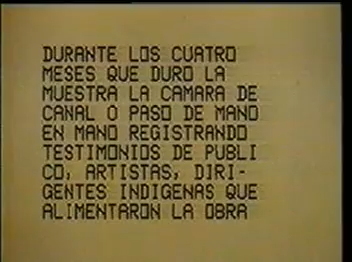 DURANTE LOS CUATRO
MESES QUE DURO LA
MUESTRA LA CAMARA DE
CANAL O PASO DE MANO
EN MANO REGISTRANDO
TESTIMONIOS DE PUBLI
CO, ARTISTAS, DIRI-
GENTES INDIGENAS QUE
ALIMENTARON LA OBRA